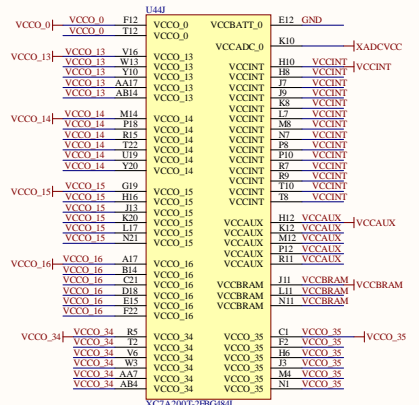 U44J
VCCO_0 VCCO_0 F12 VCCO_0
VCCO_0 T12 VCCO_0
VCCO_13 VCCO_13 V16 VCCO_13
VCCO_13 W13 VCCO_13
VCCO_13 Y10 VCCO_13
VCCO_13 AA17 VCCO_13
VCCO_13 AB14 VCCO_13
VCCO_14 VCCO_14 M14 VCCO_14
VCCO_14 P18 VCCO_14
VCCO_14 R15 VCCO_14
VCCO_14 T22 VCCO_14
VCCO_14 U19 VCCO_14
VCCO_14 Y20 VCCO_14
VCCO_15 VCCO_15 G19 VCCO_15
VCCO_15 H16 VCCO_15
VCCO_15 J13 VCCO_15
VCCO_15 K20 VCCO_15
VCCO_15 L17 VCCO_15
VCCO_15 N21 VCCO_15
VCCO_16 VCCO_16 A17 VCCO_16
VCCO_16 B14 VCCO_16
VCCO_16 C21 VCCO_16
VCCO_16 D18 VCCO_16
VCCO_16 E15 VCCO_16
VCCO_16 F22 VCCO_16
VCCO_34 VCCO_34 R5 VCCO_34
VCCO_34 T2 VCCO_34
VCCO_34 V6 VCCO_34
VCCO_34 W3 VCCO_34
VCCO_34 AA7 VCCO_34
VCCO_34 AB4 VCCO_34
VCCBATT_0 E12 GND
VCCADC_0 K10 XADCVCC
VCCINT H10 VCCINT VCCINT
VCCINT H8 VCCINT
VCCINT J7 VCCINT
VCCINT J9 VCCINT
VCCINT K8 VCCINT
VCCINT L7 VCCINT
VCCINT M8 VCCINT
VCCINT N7 VCCINT
VCCINT P8 VCCINT
VCCINT P10 VCCINT
VCCINT R7 VCCINT
VCCINT R9 VCCINT
VCCINT T10 VCCINT
VCCINT T8 VCCINT
VCCAUX H12 VCCAUX VCCAUX
VCCAUX K12 VCCAUX
VCCAUX M12 VCCAUX
VCCAUX P12 VCCAUX
VCCAUX R11 VCCAUX
VCCBRAM J11 VCCBRAM VCCBRAM
VCCBRAM L11 VCCBRAM
VCCBRAM N11 VCCBRAM
VCCO_35 C1 VCCO_35 VCCO_35
VCCO_35 F2 VCCO_35
VCCO_35 H6 VCCO_35
VCCO_35 J3 VCCO_35
VCCO_35 M4 VCCO_35
VCCO_35 N1 VCCO_35
XC7A200T-2FBG484I